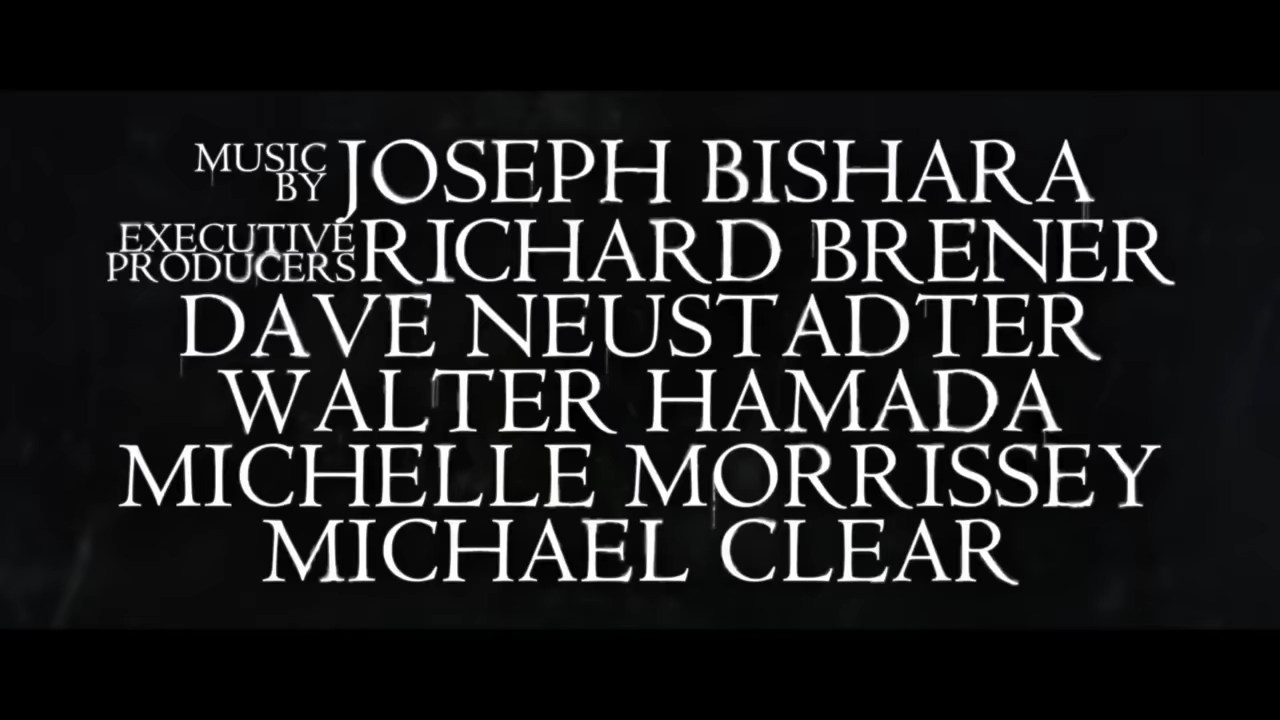 MUSIC BY JOSEPH BISHARA
EXECUTIVE PRODUCERS RICHARD BRENER
DAVE NEUSTADTER
WALTER HAMADA
MICHELLE MORRISSEY
MICHAEL CLEAR